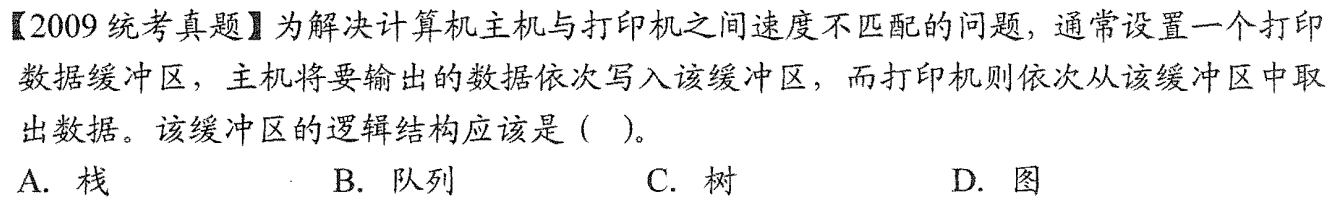 【2009 统考真题】为解决计算机主机与打印机之间速度不匹配的问题，通常设置一个打印
数据缓冲区，主机将要输出的数据依次写入该缓冲区，而打印机则依次从该缓冲区中取
出数据。该缓冲区的逻辑结构应该是（ ）。
A. 栈 B. 队列 C. 树 D. 图